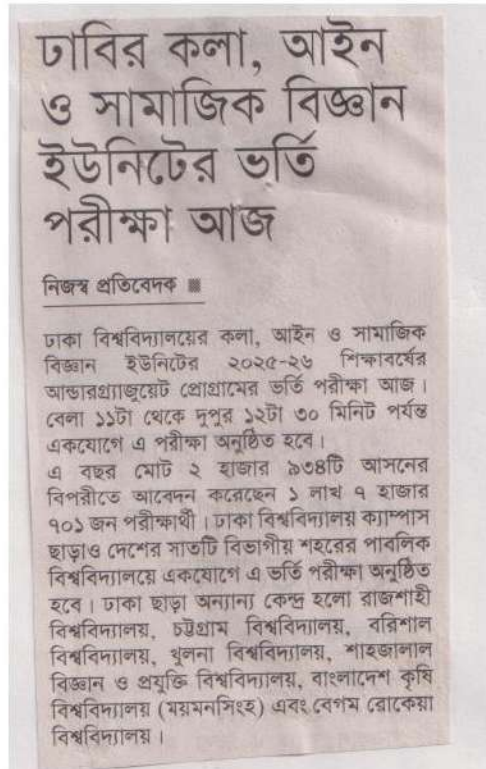 ঢাবির কলা, আইন
ও সামাজিক বিজ্ঞান
ইউনিটের ভর্তি
পরীক্ষা আজ
নিজস্ব প্রতিবেদক
ঢাকা বিশ্ববিদ্যালয়ের কলা, আইন ও সামাজিক
বিজ্ঞান ইউনিটের ২০২৫-২৬ শিক্ষাবর্ষের
আন্ডারগ্র্যাজুয়েট প্রোগ্রামের ভর্তি পরীক্ষা আজ।
বেলা ১১টা থেকে দুপুর ১২টা ৩০ মিনিট পর্যন্ত
একযোগে এ পরীক্ষা অনুষ্ঠিত হবে।
এ বছর মোট ২ হাজার ৯৩৪টি আসনের
বিপরীতে আবেদন করেছেন ১ লাখ ৭ হাজার
৭০১ জন পরীক্ষার্থী। ঢাকা বিশ্ববিদ্যালয় ক্যাম্পাস
ছাড়াও দেশের সাতটি বিভাগীয় শহরের পাবলিক
বিশ্ববিদ্যালয়ে একযোগে এ ভর্তি পরীক্ষা অনুষ্ঠিত
হবে। ঢাকা ছাড়া অন্যান্য কেন্দ্র হলো রাজশাহী
বিশ্ববিদ্যালয়, চট্টগ্রাম বিশ্ববিদ্যালয়, বরিশাল
বিশ্ববিদ্যালয়, খুলনা বিশ্ববিদ্যালয়, শাহজালাল
বিজ্ঞান ও প্রযুক্তি বিশ্ববিদ্যালয়, বাংলাদেশ কৃষি
বিশ্ববিদ্যালয় (ময়মনসিংহ) এবং বেগম রোকেয়া
বিশ্ববিদ্যালয়।